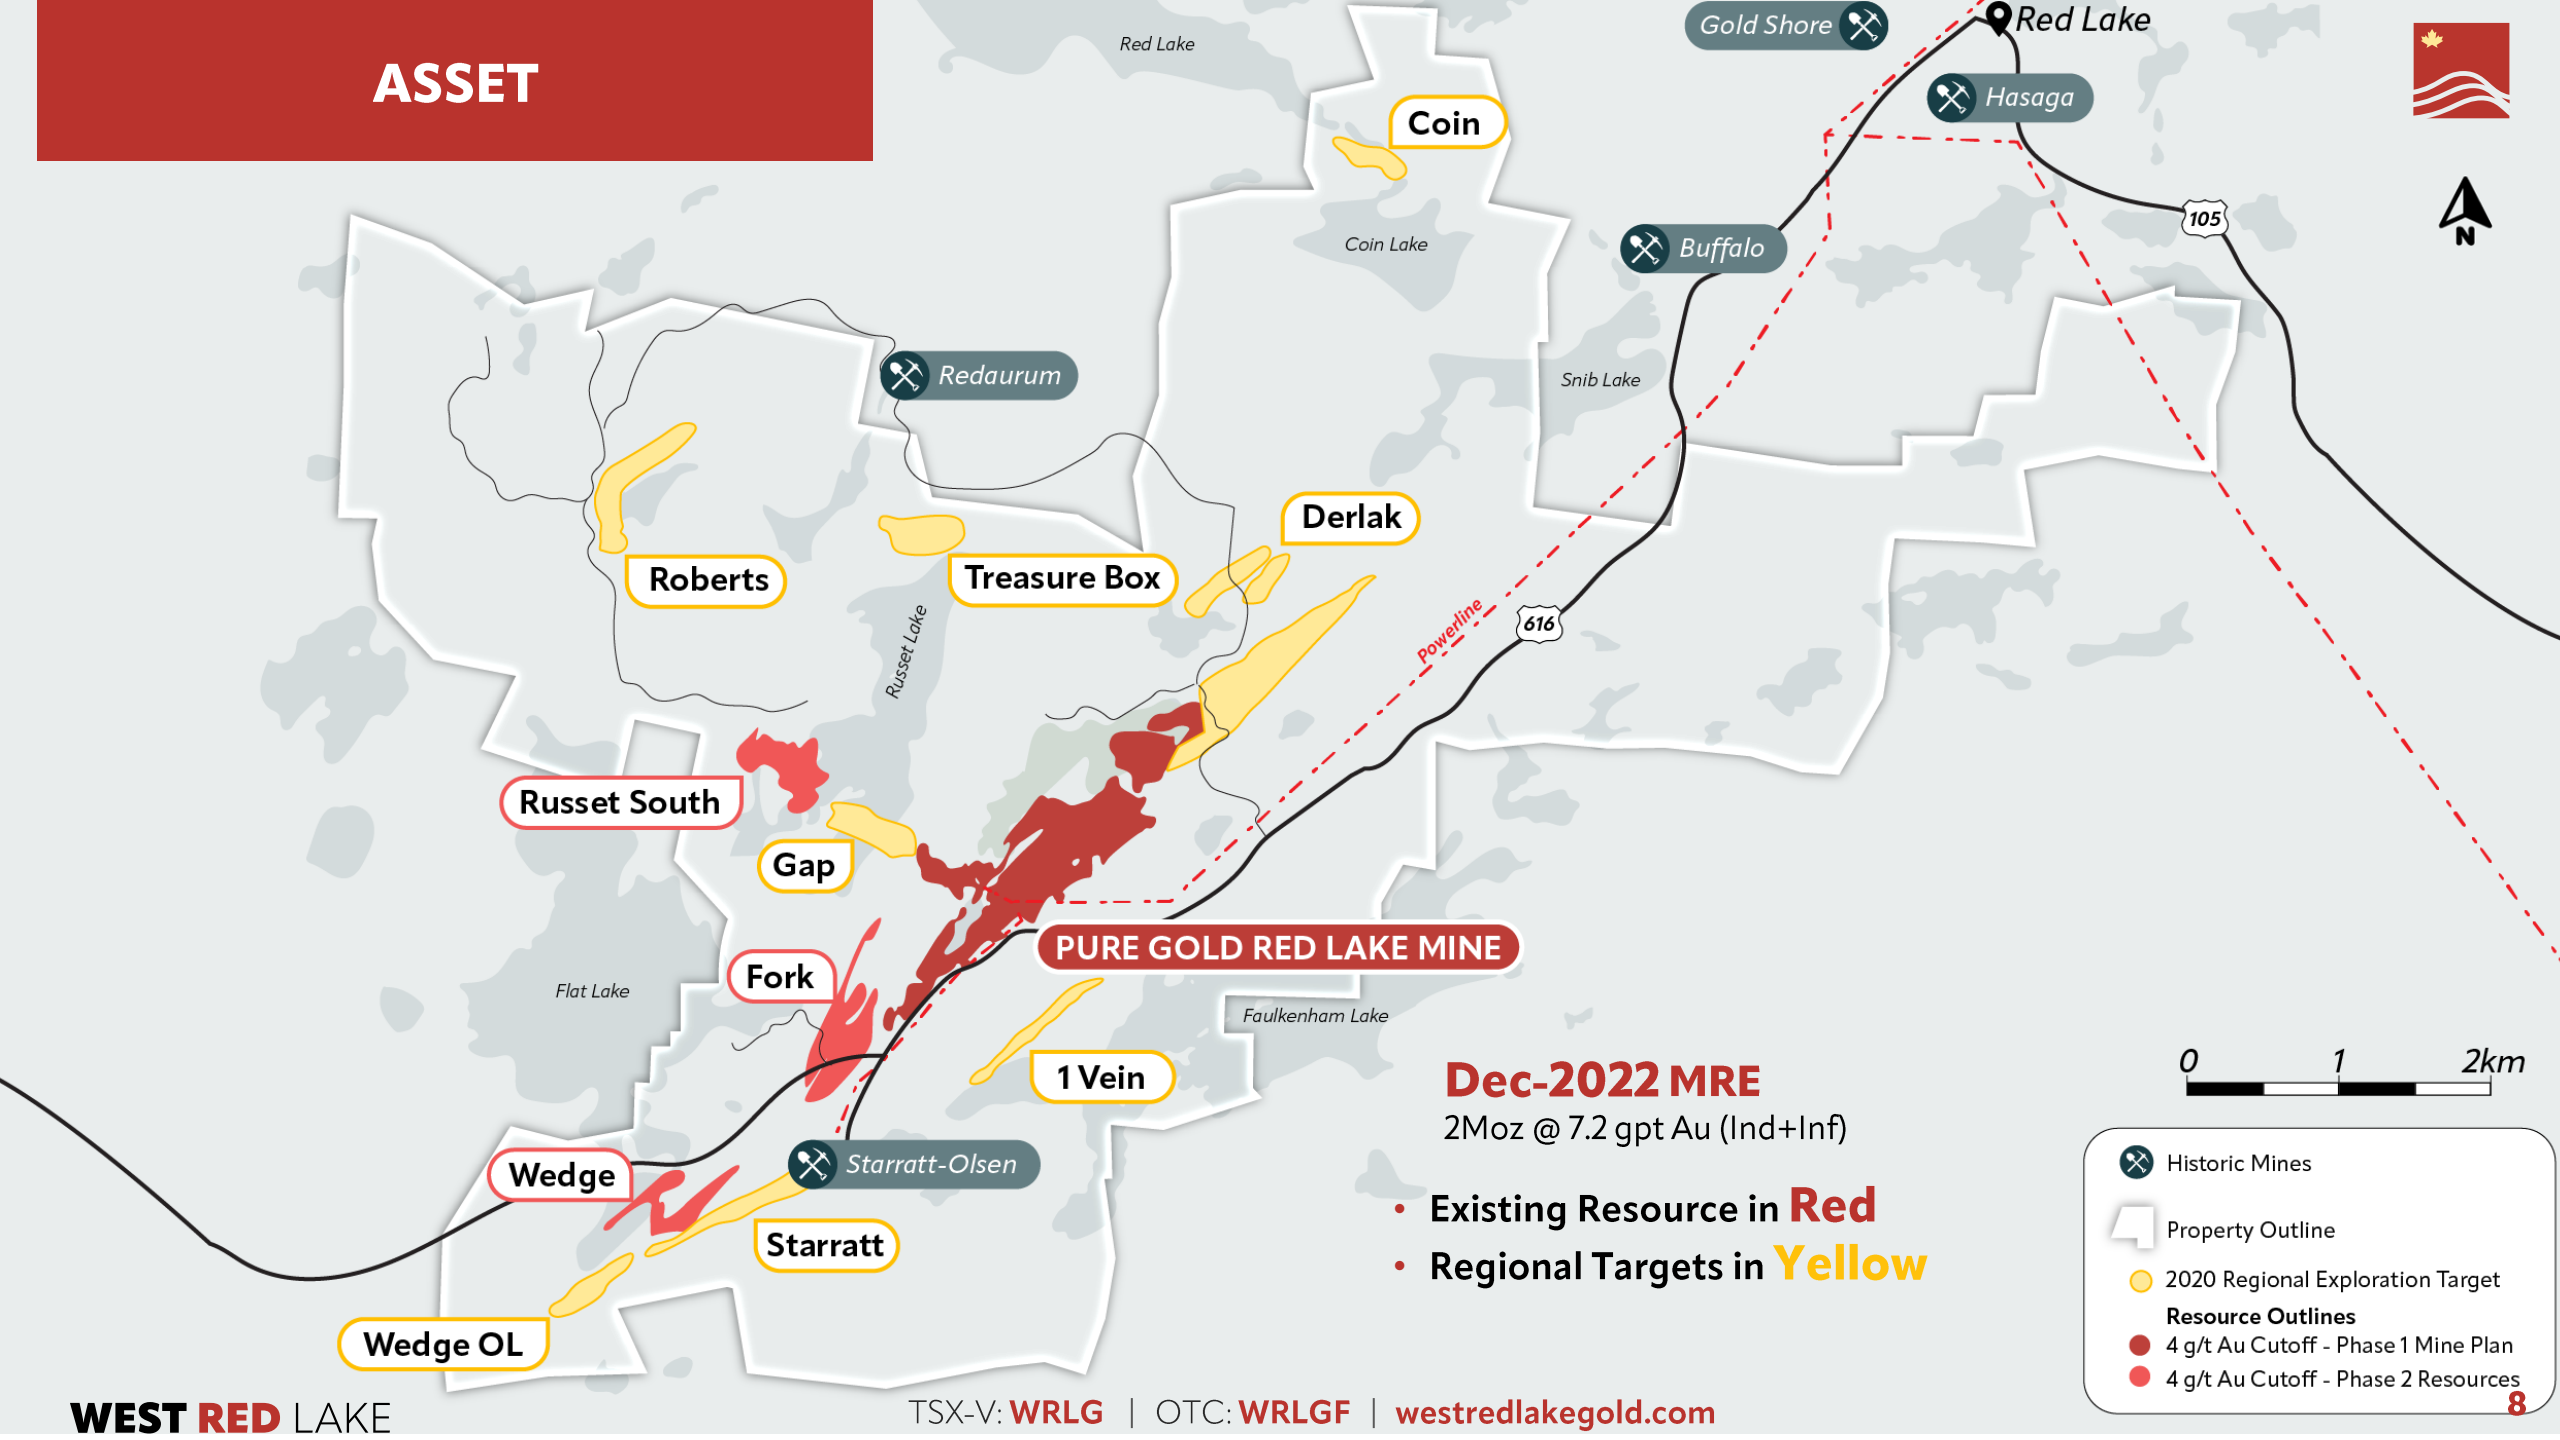 ASSET
Red Lake
Gold Shore
Red Lake
Hasaga
Coin
105
N
Coin Lake
Buffalo
Redaurum
Snib Lake
Derlak
Roberts
Treasure Box
Russet Lake
Powerline
616
Russet South
Gap
PURE GOLD RED LAKE MINE
Fork
Flat Lake
Faulkenham Lake
1 Vein
Wedge
Starratt-Olsen
Starratt
Wedge OL
Dec-2022 MRE
2Moz @ 7.2 gpt Au (Ind+Inf)
• Existing Resource in Red
• Regional Targets in Yellow
0 1 2km
Historic Mines
Property Outline
2020 Regional Exploration Target
Resource Outlines
4 g/t Au Cutoff - Phase 1 Mine Plan
4 g/t Au Cutoff - Phase 2 Resources
WEST RED LAKE
TSX-V: WRLG | OTC: WRLGF | westredlakegold.com
8